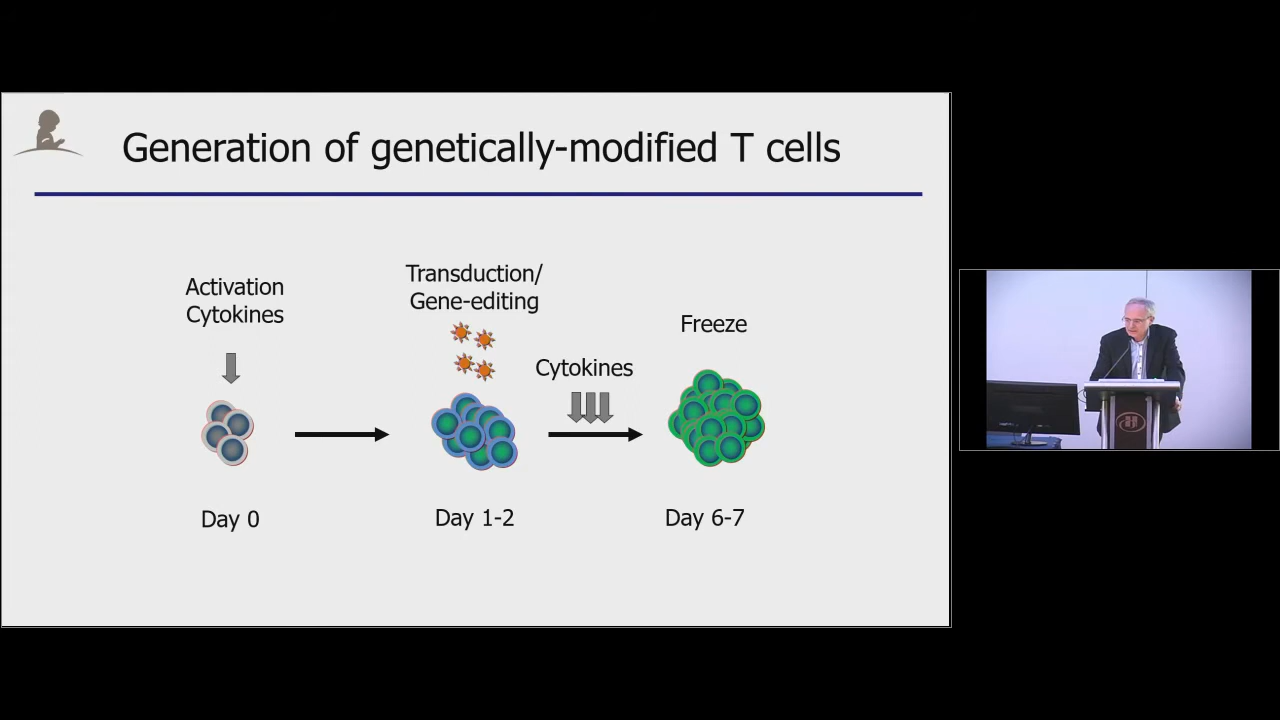 Generation of genetically-modified T cells
Activation
Cytokines
Transduction/
Gene-editing
Cytokines
Freeze
Day 0
Day 1-2
Day 6-7